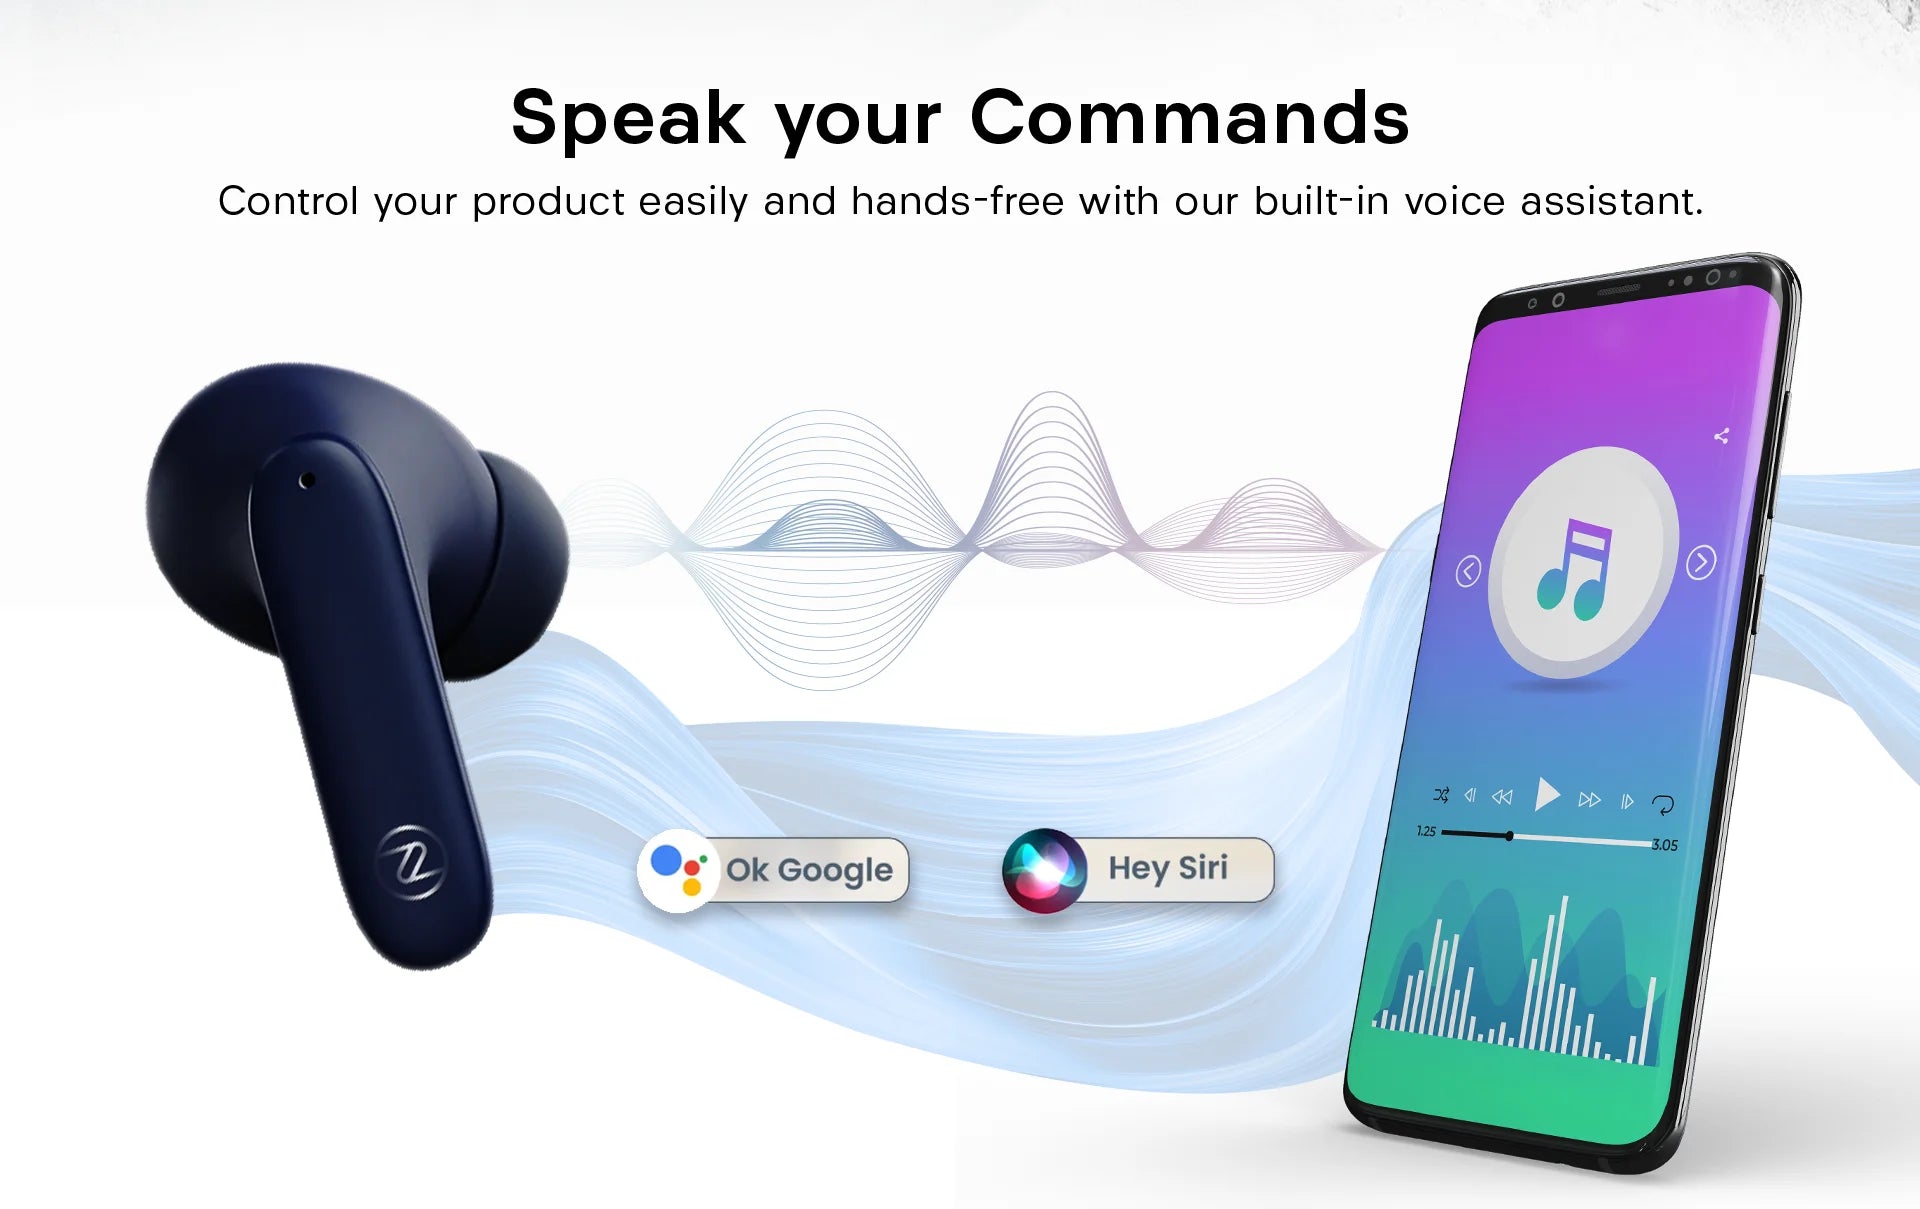 Speak your Commands
Control your product easily and hands-free with our built-in voice assistant.
1.25
3.05
Ok Google
Hey Siri